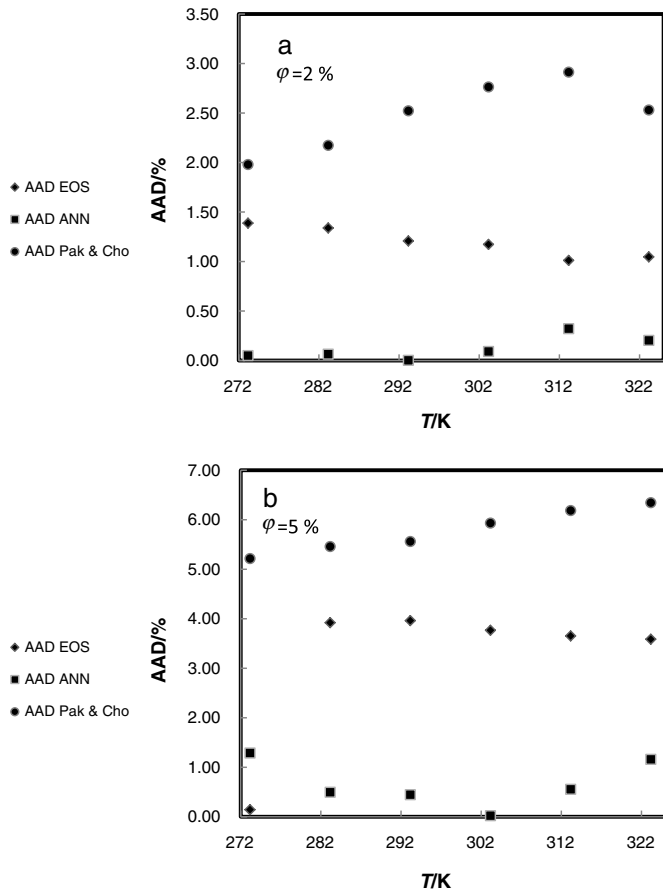 3.50
a
φ=2 %
3.00
2.50
2.00
1.50
1.00
0.50
0.00
AAD/%
◆ AAD EOS
■ AAD ANN
● AAD Pak & Cho
272 282 292 302 312 322
T/K
7.00
b
φ=5 %
6.00
5.00
4.00
3.00
2.00
1.00
0.00
AAD/%
◆ AAD EOS
■ AAD ANN
● AAD Pak & Cho
272 282 292 302 312 322
T/K